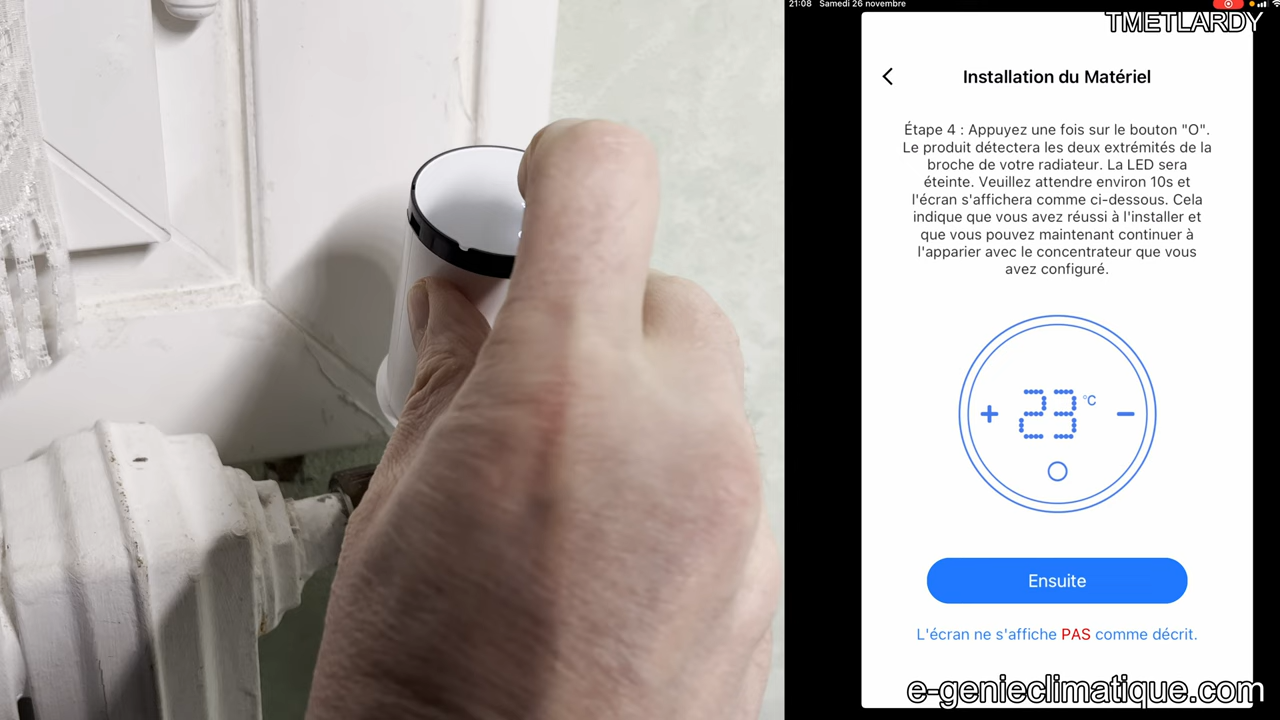 21:08 Samedi 26 novembre
TMETLARDY
Installation du Matériel
Étape 4 : Appuyez une fois sur le bouton "O".
Le produit détectera les deux extrémités de la
broche de votre radiateur. La LED sera
éteinte. Veuillez attendre environ 10s et
l'écran s'affichera comme ci-dessous. Cela
indique que vous avez réussi à l'installer et
que vous pouvez maintenant continuer à
l'apparier avec le concentrateur que vous
avez configuré.
+ 23 °C −
Ensuite
L'écran ne s'affiche PAS comme décrit.
e-genieclimatique.com